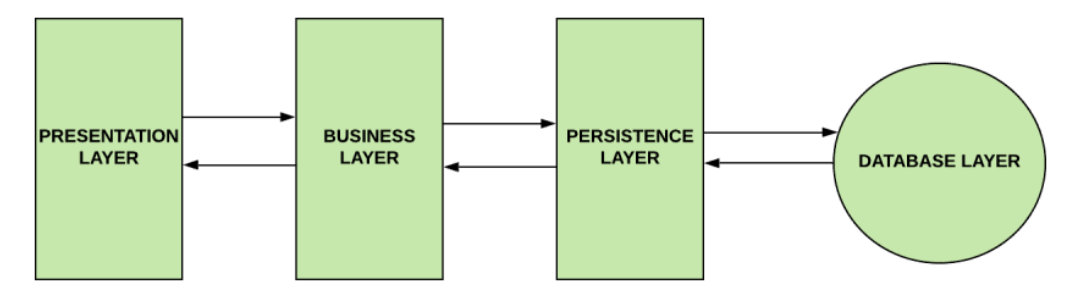 PRESENTATION
LAYER
BUSINESS
LAYER
PERSISTENCE
LAYER
DATABASE LAYER